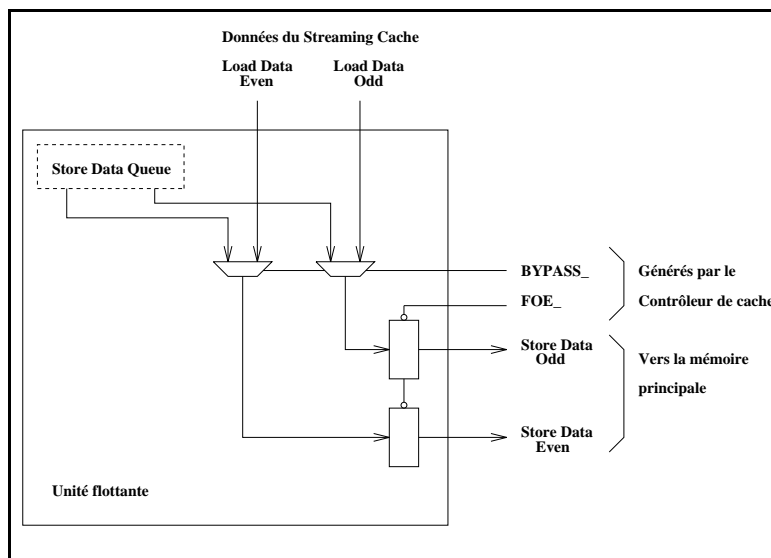 Données du Streaming Cache
Load Data
Even
Load Data
Odd
Store Data Queue
BYPASS_
FOE_
Générés par le
Contrôleur de cache
Store Data
Odd
Vers la mémoire
principale
Store Data
Even
Unité flottante